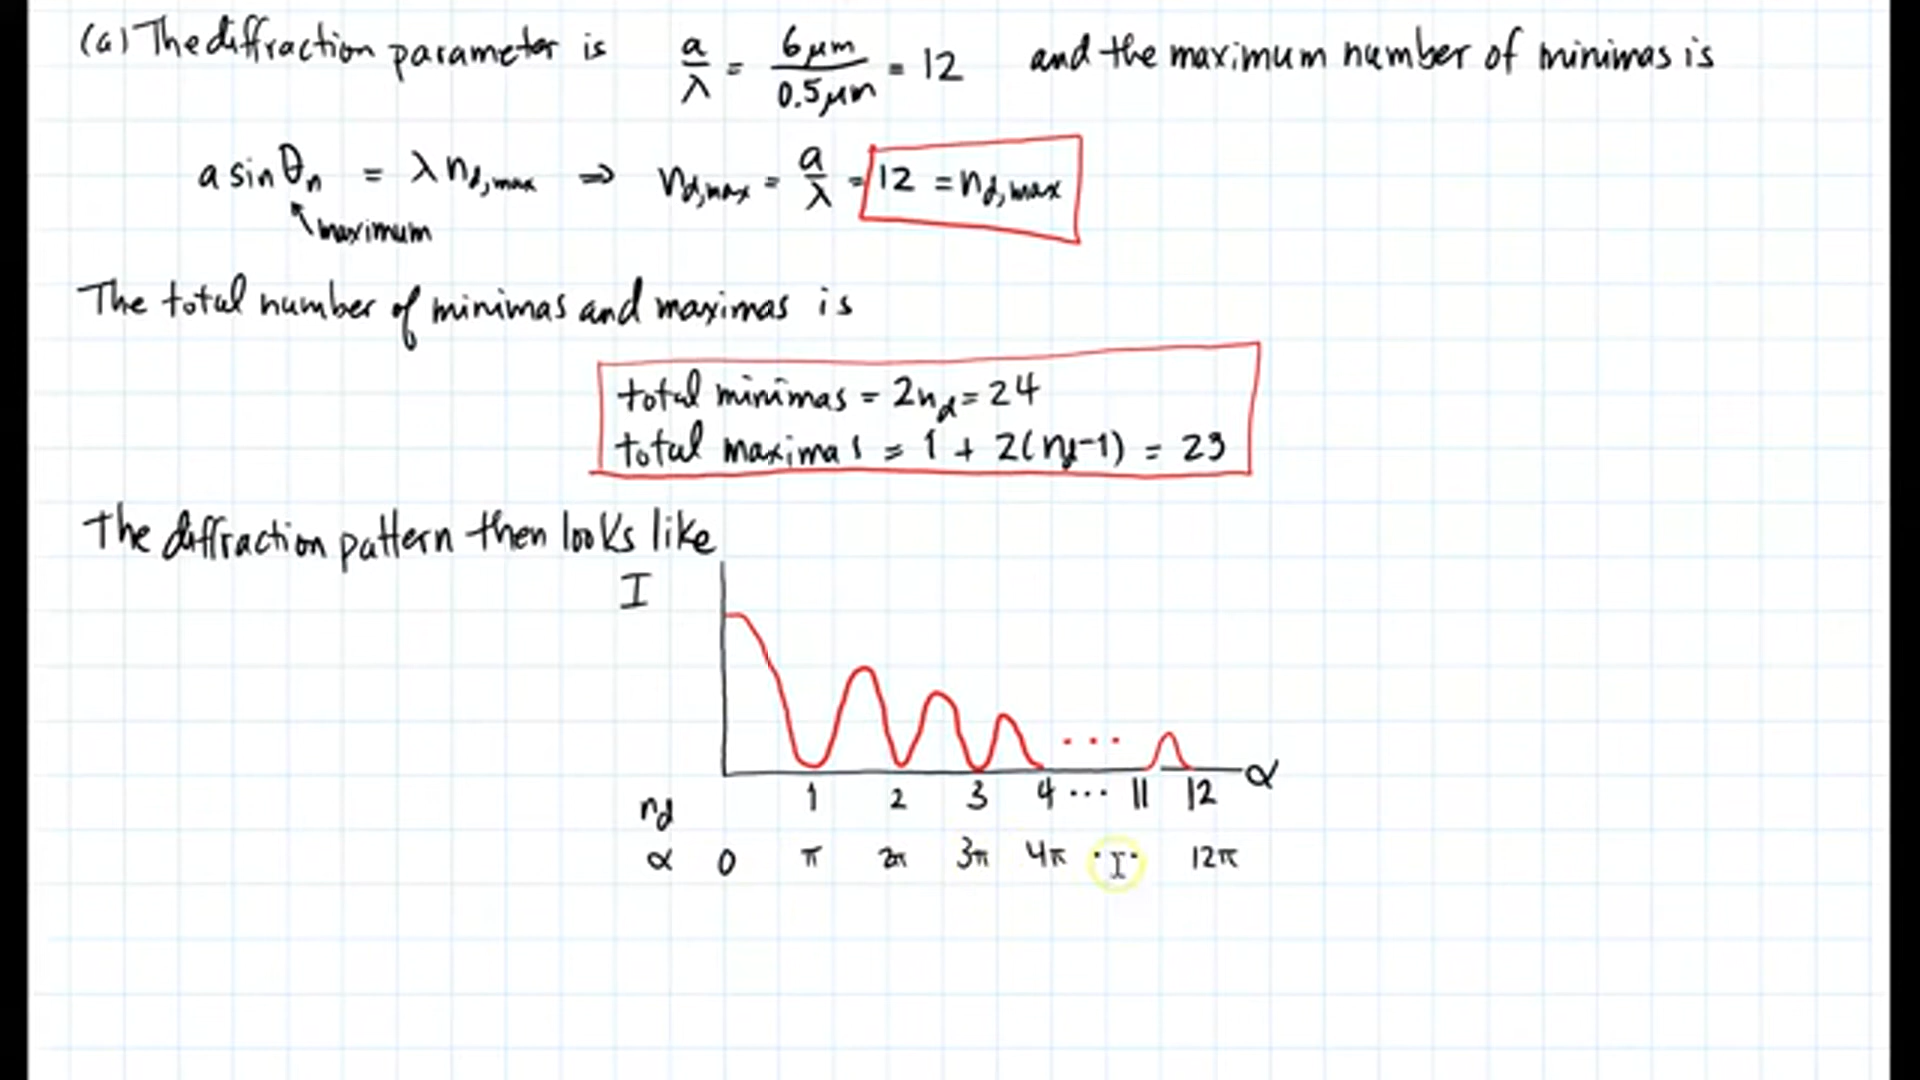 (a) The diffraction parameter is a/λ = 6μm/0.5μm = 12 and the maximum number of minimas is
a sinθn = λ nd,max ⇒ nd,max = a/λ = 12 = nd,max
maximum
The total number of minimas and maximas is
total minimas = 2nd = 24
total maximas = 1 + 2(nd-1) = 23
The diffraction pattern then looks like
I
... α
nd 1 2 3 4 ... 11 12
α 0 π 2π 3π 4π ... 12π